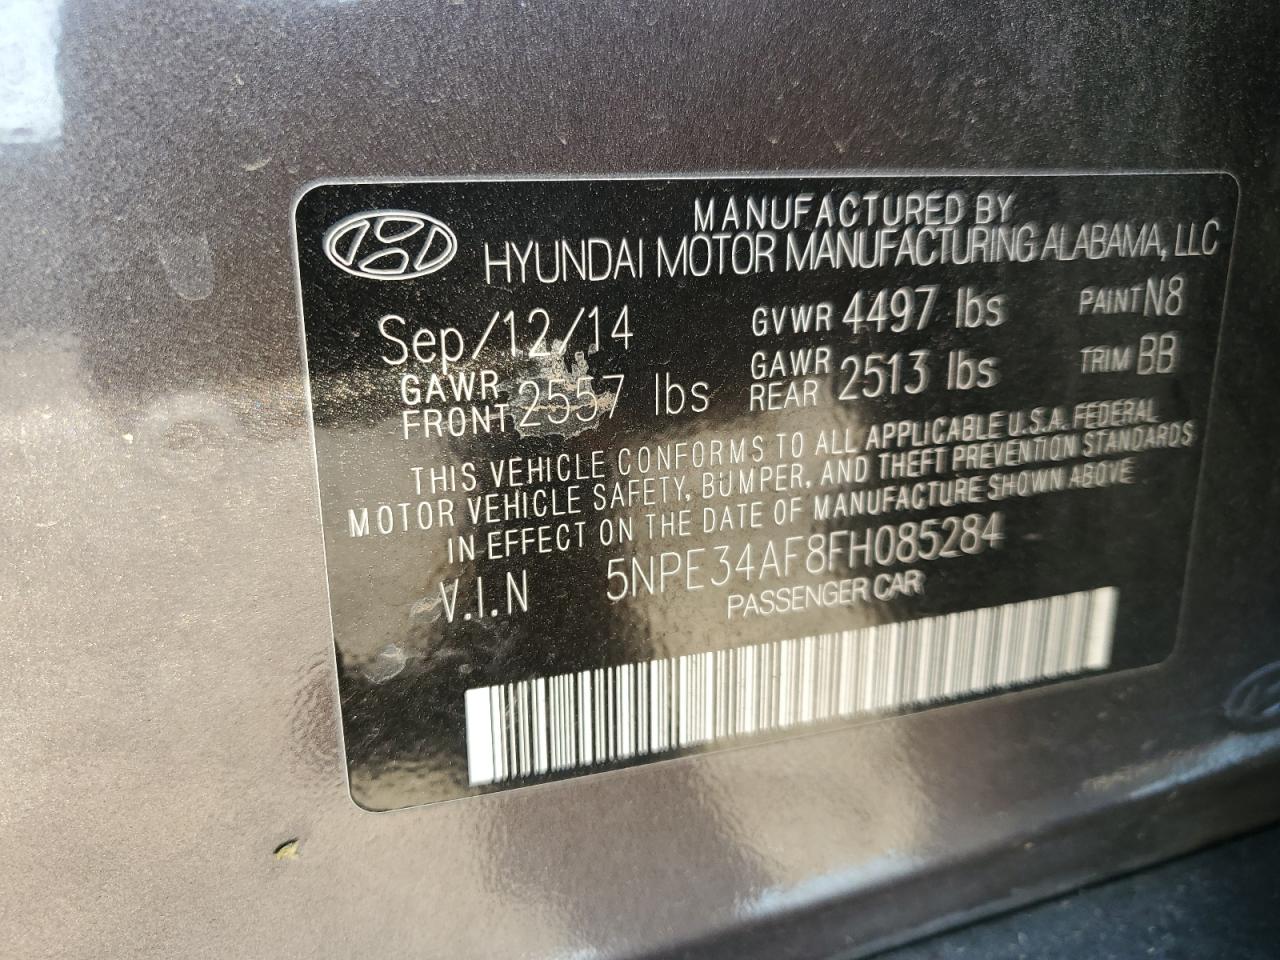 MANUFACTURED BY
HYUNDAI MOTOR MANUFACTURING ALABAMA, LLC
Sep/12/14 GVWR 4497 lbs PAINT N8
GAWR FRONT 2557 lbs GAWR REAR 2513 lbs TRIM BB
THIS VEHICLE CONFORMS TO ALL APPLICABLE U.S.A. FEDERAL
MOTOR VEHICLE SAFETY, BUMPER, AND THEFT PREVENTION STANDARDS
IN EFFECT ON THE DATE OF MANUFACTURE SHOWN ABOVE
V.I.N 5NPE34AF8FH085284
PASSENGER CAR